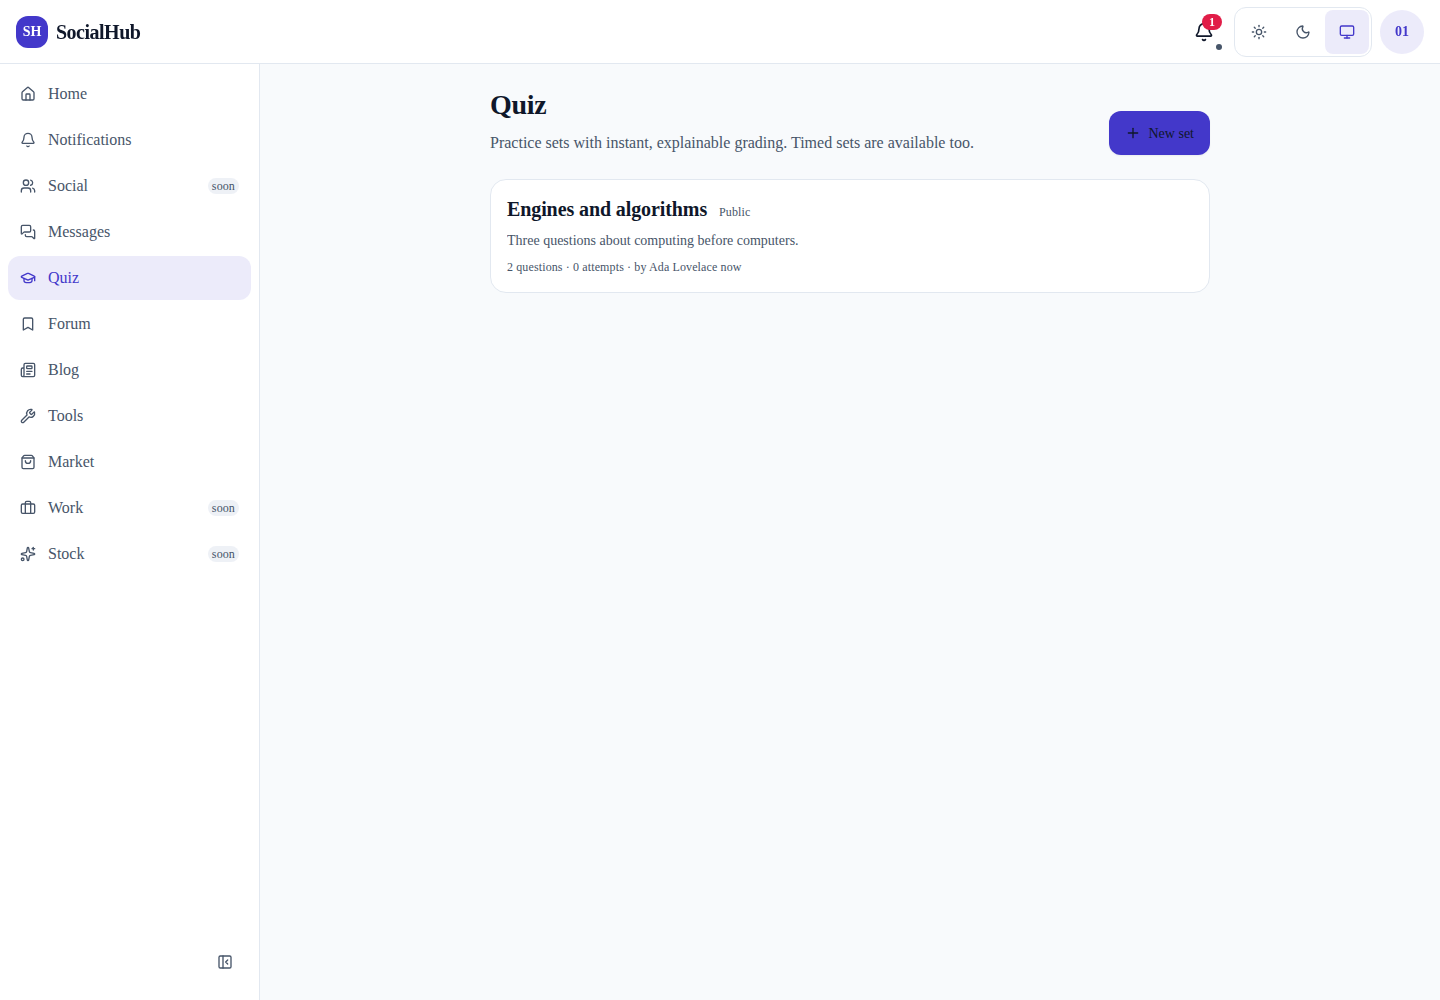 SH SocialHub
1
01
Home
Notifications
Social soon
Messages
Quiz
Forum
Blog
Tools
Market
Work soon
Stock soon
Quiz
Practice sets with instant, explainable grading. Timed sets are available too.
New set
Engines and algorithms Public
Three questions about computing before computers.
2 questions · 0 attempts · by Ada Lovelace now